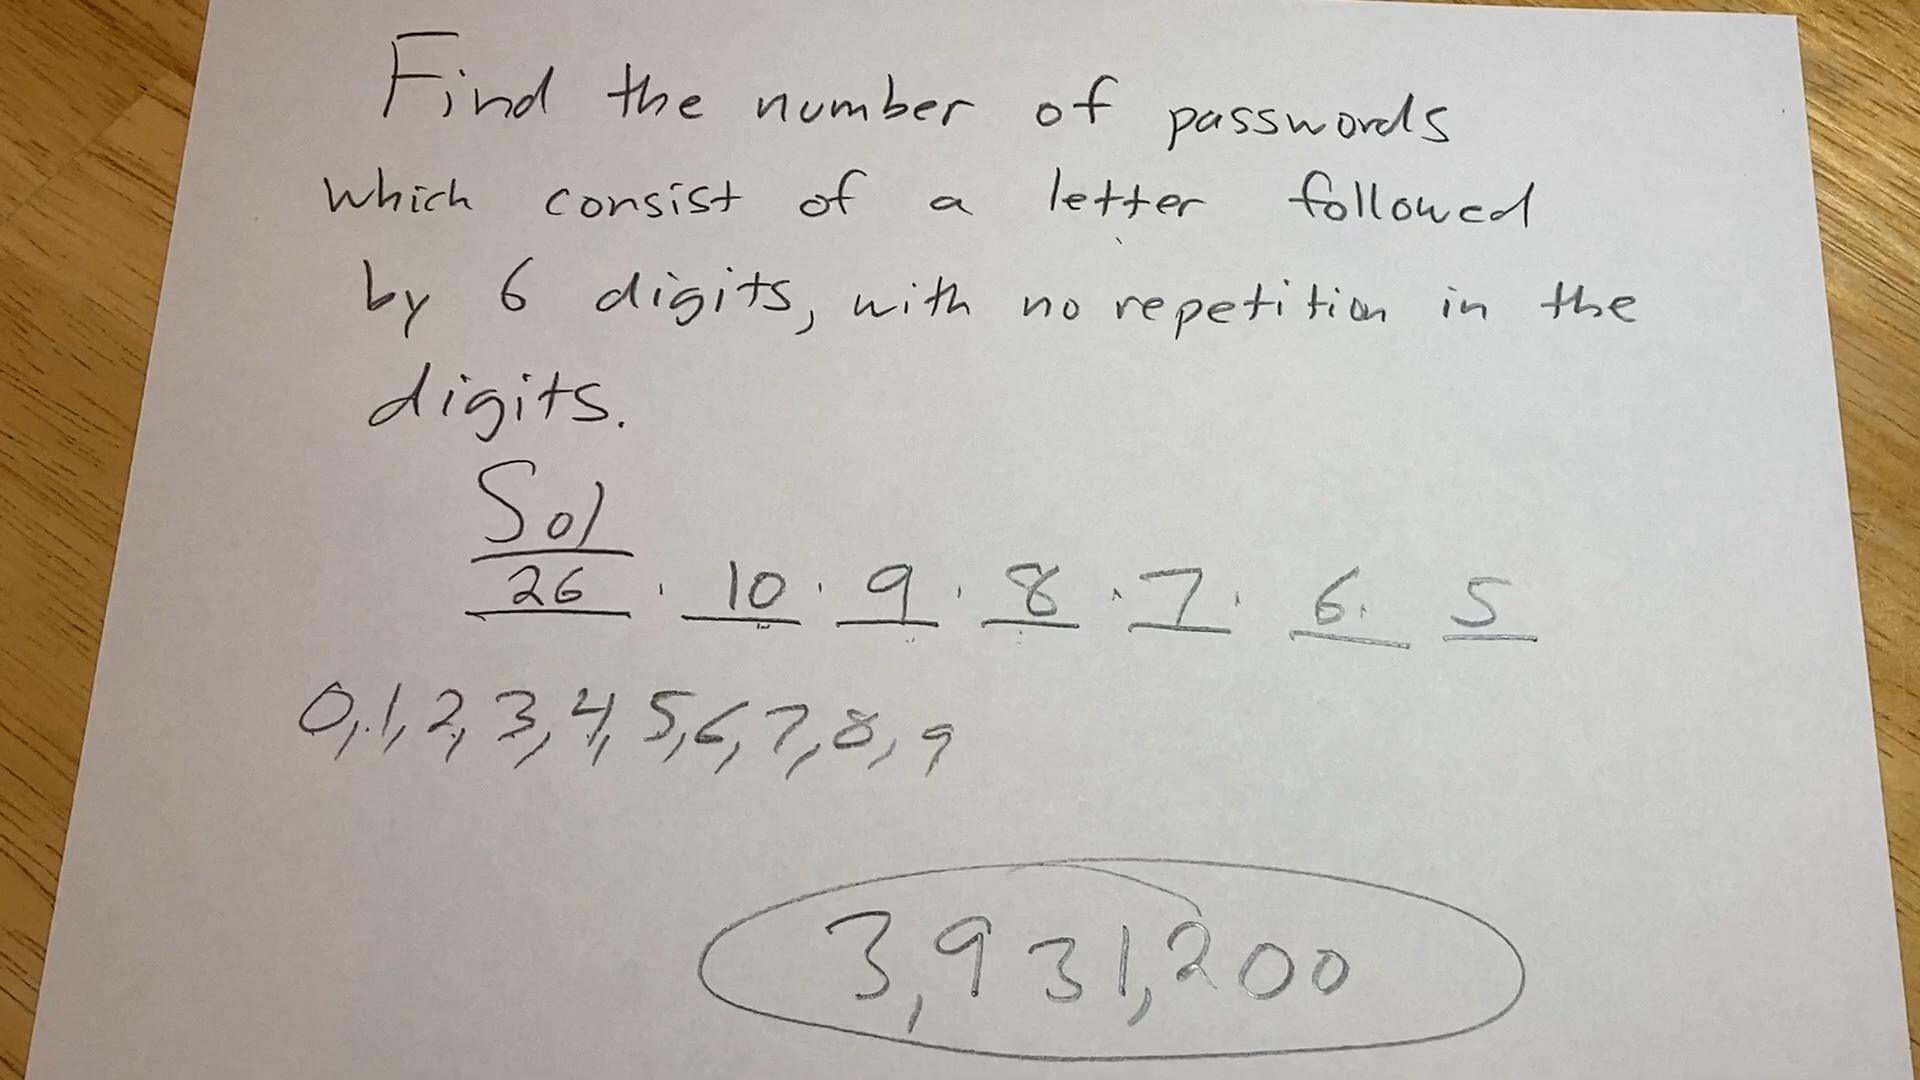 Find the number of passwords
which consist of a letter followed
by 6 digits, with no repetition in the
digits.
Sol
26 · 10 · 9 · 8 · 7 · 6 · 5
0, 1, 2, 3, 4, 5, 6, 7, 8, 9
3,931,200